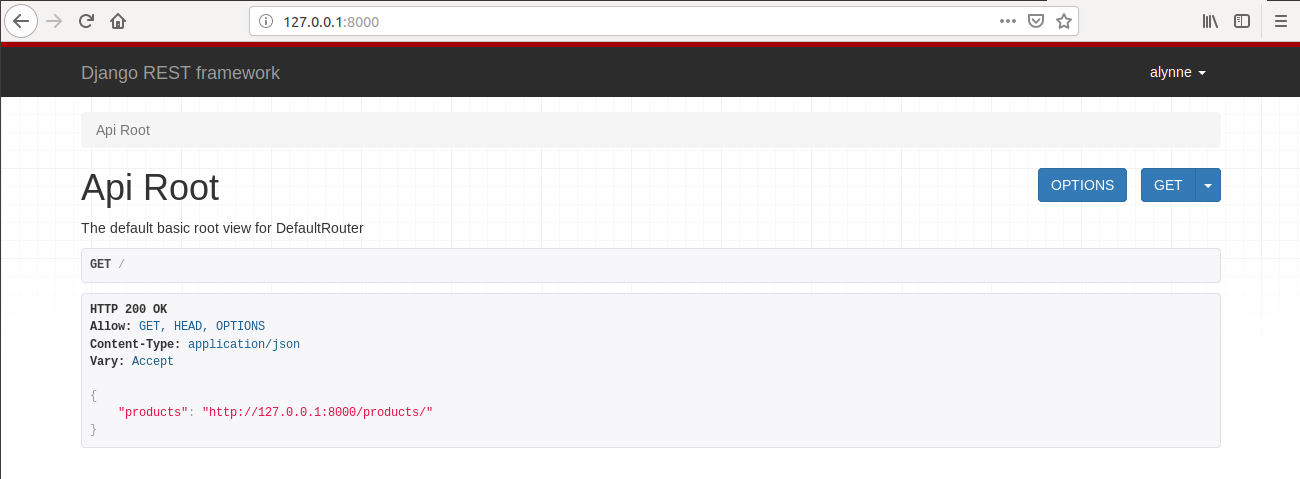 127.0.0.1:8000
Django REST framework
alynne
Api Root
Api Root
OPTIONS
GET
The default basic root view for DefaultRouter
GET /
HTTP 200 OK
Allow: GET, HEAD, OPTIONS
Content-Type: application/json
Vary: Accept
{
    "products": "http://127.0.0.1:8000/products/"
}